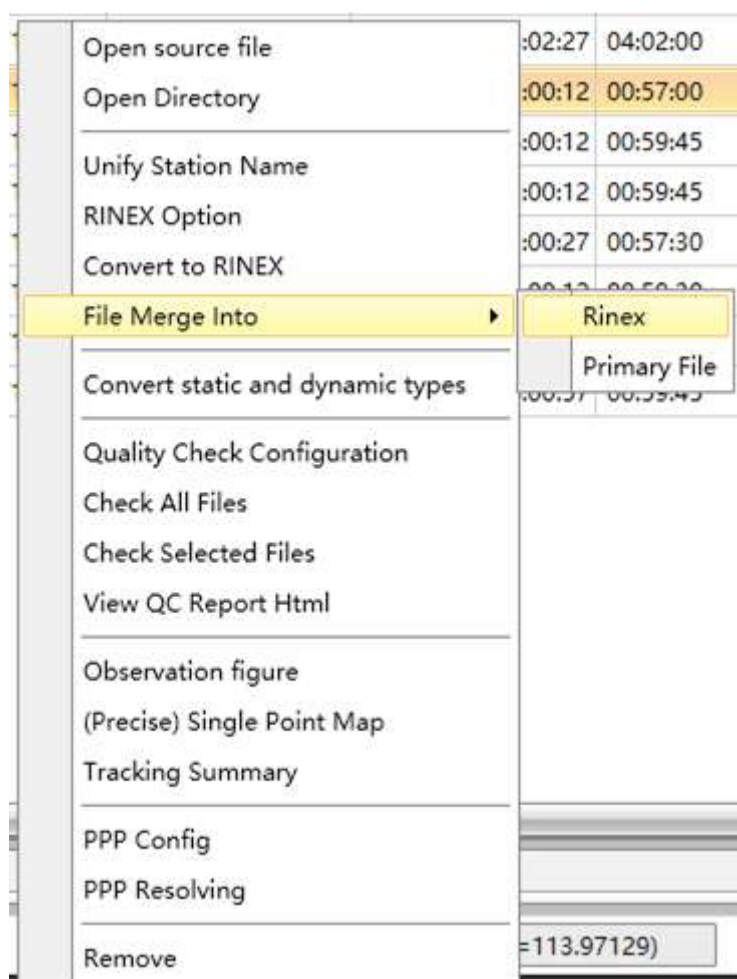 :02:27 04:02:00
Open source file
:00:12 00:57:00
Open Directory
:00:12 00:59:45
Unify Station Name
:00:12 00:59:45
RINEX Option
:00:27 00:57:30
Convert to RINEX
File Merge Into
Rinex
Primary File
Convert static and dynamic types
Quality Check Configuration
Check All Files
Check Selected Files
View QC Report Html
Observation figure
(Precise) Single Point Map
Tracking Summary
PPP Config
PPP Resolving
Remove
=113.97129)